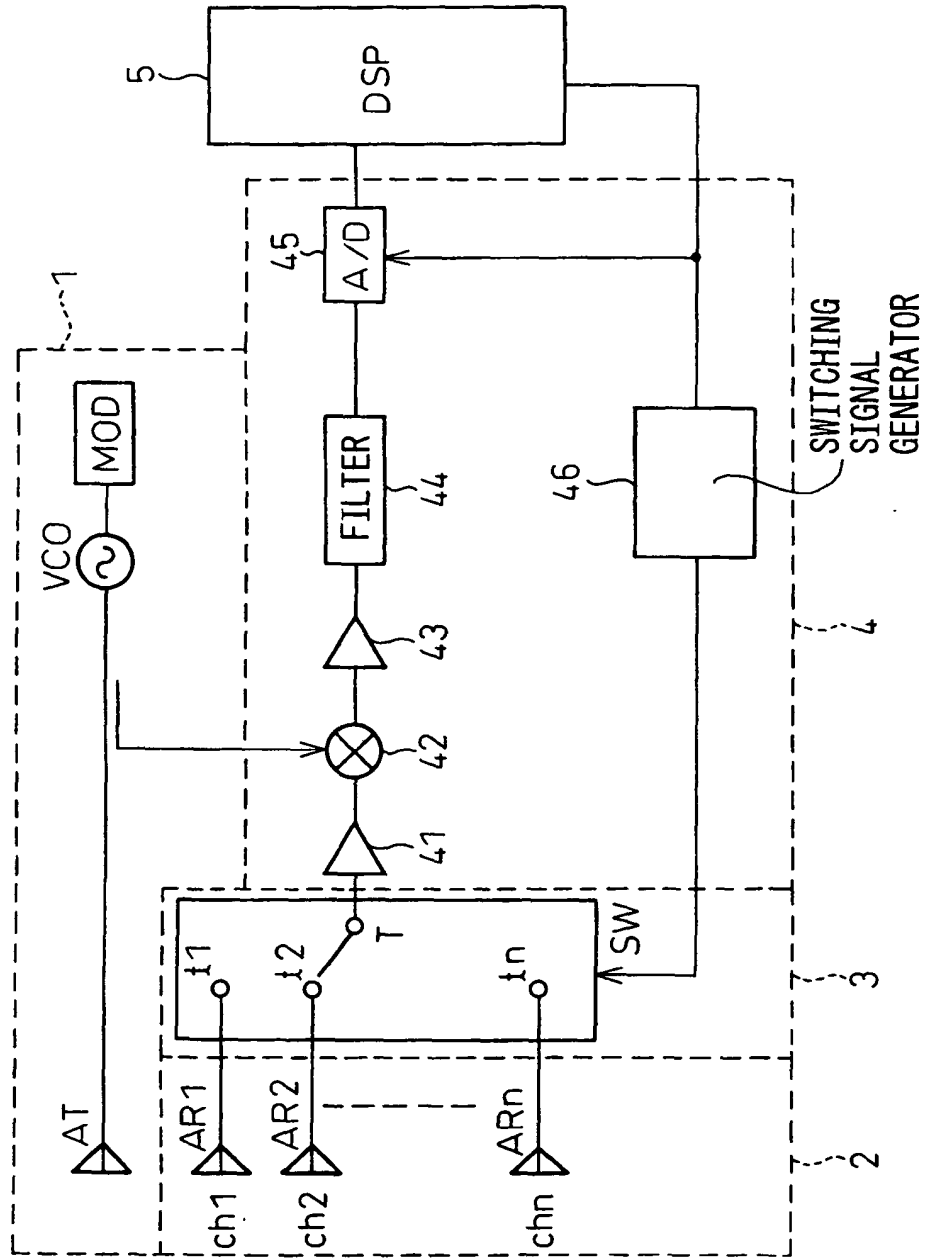 1
AT
VCO
MOD
5
DSP
ch1
AR1
t1
ch2
AR2
t2
T
41
42
43
FILTER
44
45
A/D
chn
ARn
tn
SW
46
SWITCHING
SIGNAL
GENERATOR
2
3
4